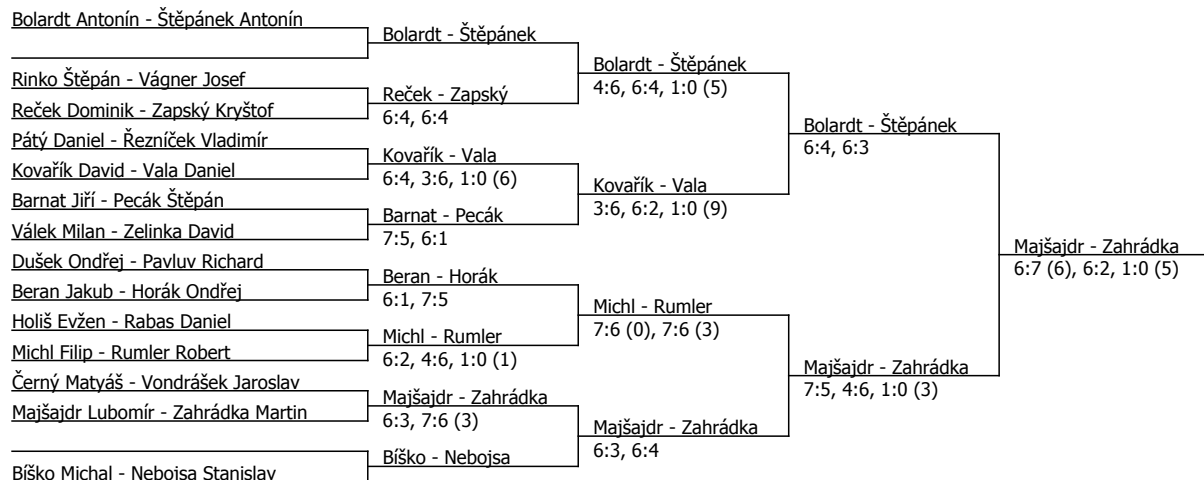 Bolardt Antonín - Štěpánek Antonín
Rinko Štěpán - Vágner Josef
Reček Dominik - Zapský Kryštof
Pátý Daniel - Řezníček Vladimír
Kovařík David - Vala Daniel
Barnat Jiří - Pecák Štěpán
Válek Milan - Zelinka David
Dušek Ondřej - Pavluv Richard
Beran Jakub - Horák Ondřej
Holiš Evžen - Rabas Daniel
Michl Filip - Rumler Robert
Černý Matyáš - Vondrášek Jaroslav
Majšajdr Lubomír - Zahrádka Martin
Bíško Michal - Nebojsa Stanislav
Bolardt - Štěpánek
Reček - Zapský
6:4, 6:4
Kovařík - Vala
6:4, 3:6, 1:0 (6)
Barnat - Pecák
7:5, 6:1
Beran - Horák
6:1, 7:5
Michl - Rumler
6:2, 4:6, 1:0 (1)
Majšajdr - Zahrádka
6:3, 7:6 (3)
Bíško - Nebojsa
Bolardt - Štěpánek
4:6, 6:4, 1:0 (5)
Kovařík - Vala
3:6, 6:2, 1:0 (9)
Michl - Rumler
7:6 (0), 7:6 (3)
Majšajdr - Zahrádka
6:3, 6:4
Bolardt - Štěpánek
6:4, 6:3
Majšajdr - Zahrádka
7:5, 4:6, 1:0 (3)
Majšajdr - Zahrádka
6:7 (6), 6:2, 1:0 (5)